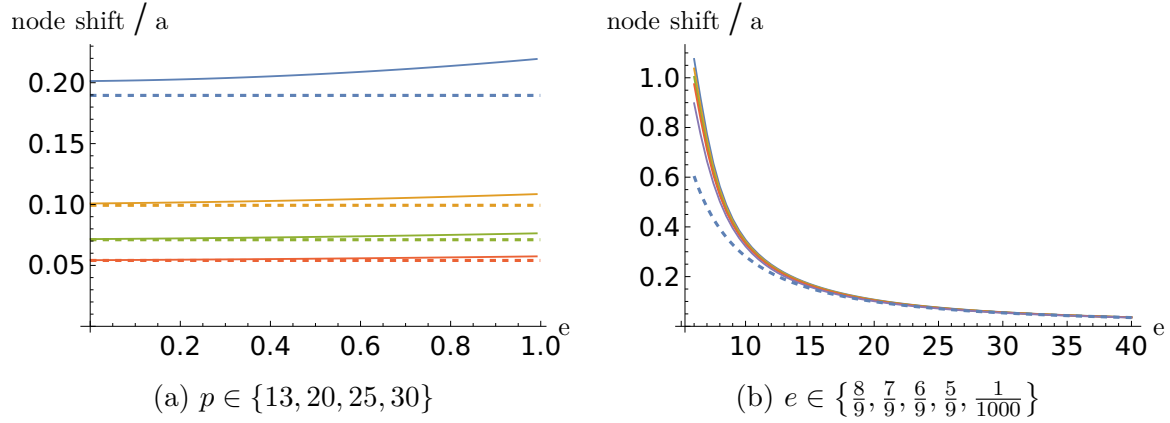 node shift / a
0.20
0.15
0.10
0.05
0.2 0.4 0.6 0.8 1.0 e
(a) p ∈ {13, 20, 25, 30}
node shift / a
1.0
0.8
0.6
0.4
0.2
10 15 20 25 30 35 40 e
(b) e ∈ {8/9, 7/9, 6/9, 5/9, 1/1000}